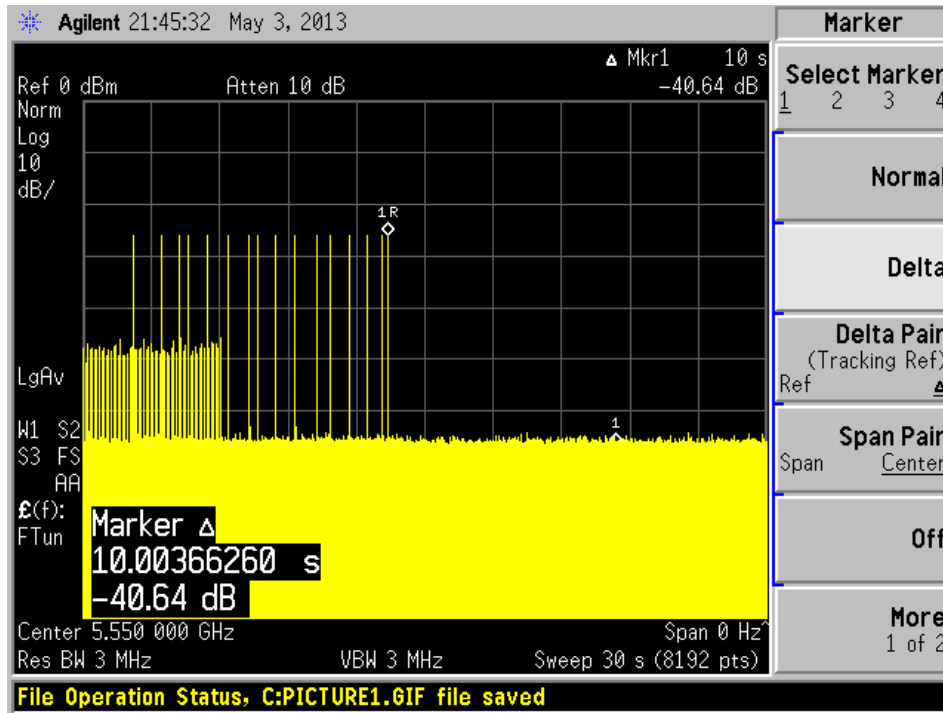 Agilent 21:45:32 May 3, 2013
Marker
Δ Mkr1 10 s
Ref 0 dBm Atten 10 dB -40.64 dB
Norm
Log
10
dB/
1R
LgAv
1
W1 S2
S3 FS
AA
£(f):
FTun
Marker Δ
10.00366260 s
-40.64 dB
Center 5.550 000 GHz Span 0 Hz^
Res BW 3 MHz VBW 3 MHz Sweep 30 s (8192 pts)
File Operation Status, C:PICTURE1.GIF file saved
Select Marker
1 2 3 4
Normal
Delta
Delta Pair
(Tracking Ref)
Ref Δ
Span Pair
Span Center
Off
More
1 of 2